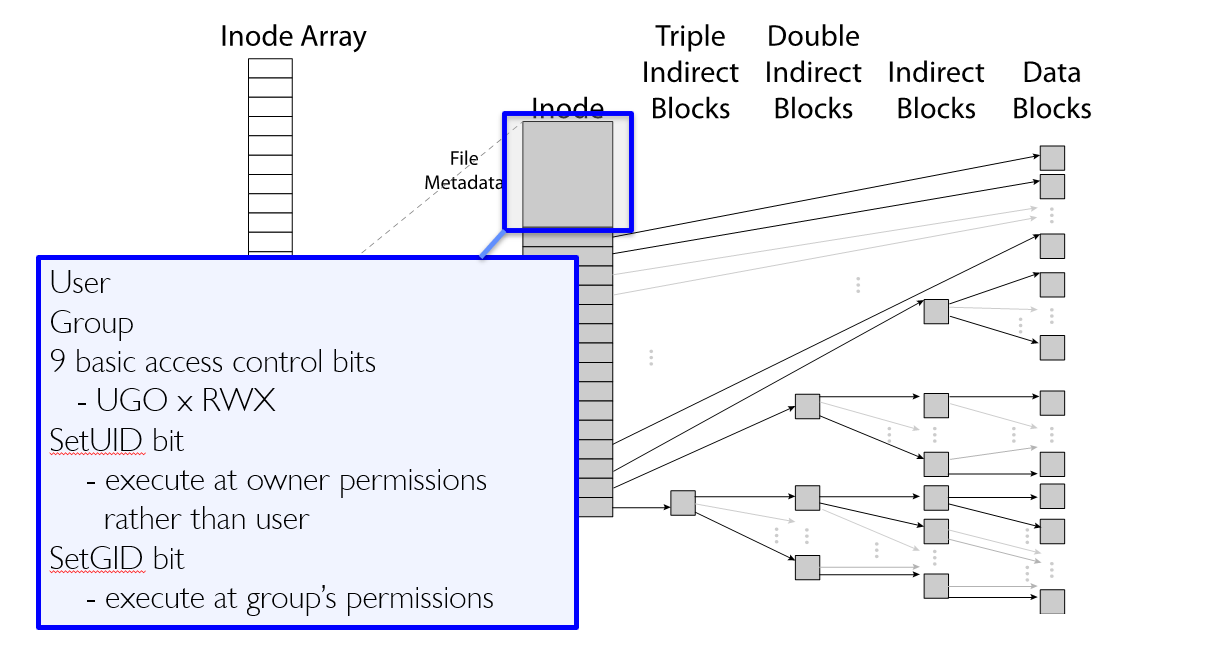 Inode Array
Triple
Indirect
Blocks
Double
Indirect
Blocks
Indirect
Blocks
Data
Blocks
Inode
File
Metadata
User
Group
9 basic access control bits
- UGO x RWX
SetUID bit
- execute at owner permissions
rather than user
SetGID bit
- execute at group's permissions